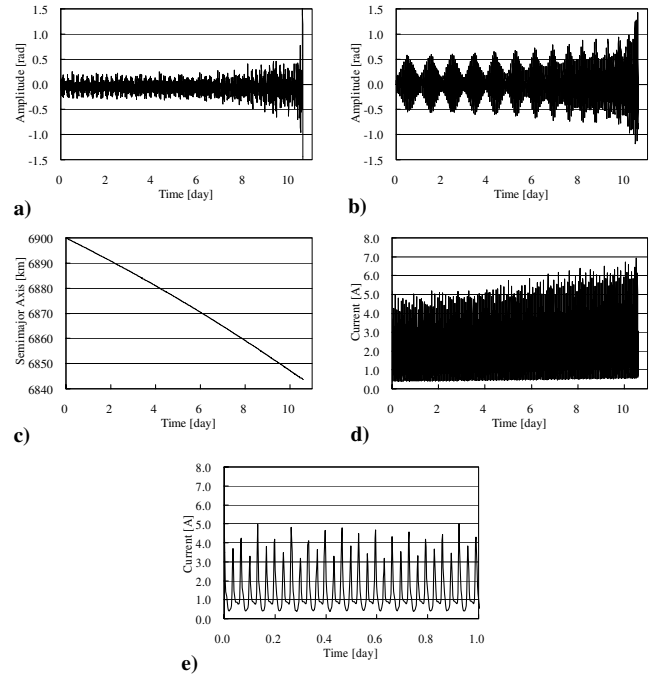 1.5
1.0
0.5
0.0
-0.5
-1.0
-1.5
Amplitude [rad]
0 2 4 6 8 10
Time [day]
a)
1.5
1.0
0.5
0.0
-0.5
-1.0
-1.5
Amplitude [rad]
0 2 4 6 8 10
Time [day]
b)
6900
6890
6880
6870
6860
6850
6840
Semimajor Axis [km]
0 2 4 6 8 10
Time [day]
c)
8.0
7.0
6.0
5.0
4.0
3.0
2.0
1.0
0.0
Current [A]
0 2 4 6 8 10
Time [day]
d)
8.0
7.0
6.0
5.0
4.0
3.0
2.0
1.0
0.0
Current [A]
0.0 0.2 0.4 0.6 0.8 1.0
Time [day]
e)